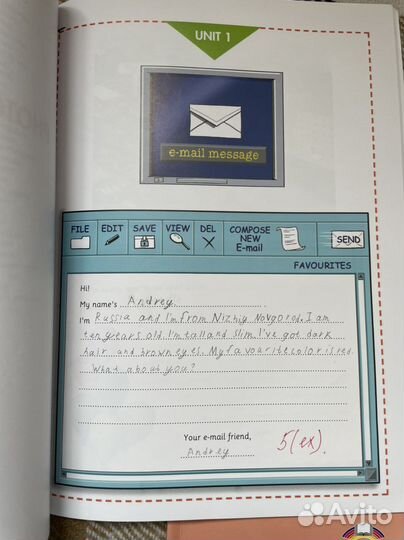 UNIT 1
e-mail message
FILE EDIT SAVE VIEW DEL COMPOSE NEW E-mail SEND
FAVOURITES
Hi!
My name's Andrey.
I'm Russia and I'm from Nizhig Novgorod. I am
ten years old. I'm tall and slim. I've got dark
hair and brown eyes. My favourite color is red.
What about you?
Your e-mail friend,
Andrey
5(ex).
Avito